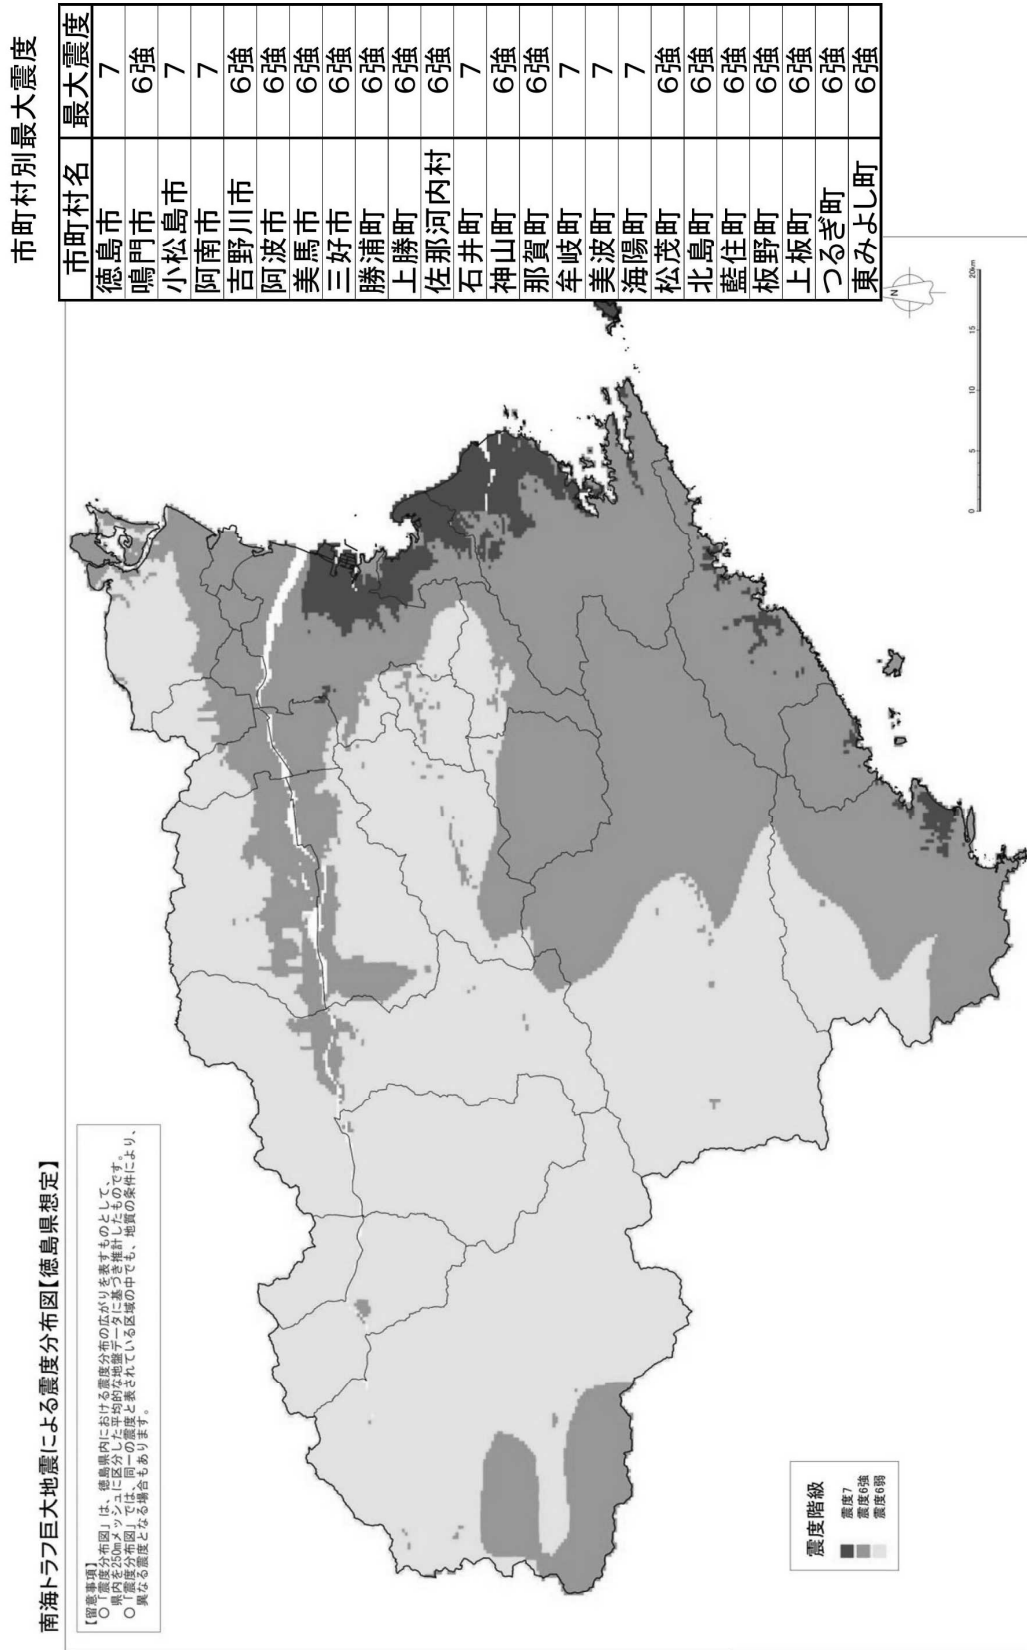 南海トラフ巨大地震による震度分布図【徳島県想定】
【留意事項】
○「震度分布図」は、徳島県内における震度分布の広がりを表すものとして、
県内を250mメッシュに区分した平均的な地盤データに基づき推計したものです。
○「震度分布図」では、同一の震度と表されている区域の中でも、地質の条件により、
異なる震度となる場合もあります。
震度階級
震度7
震度6強
震度6弱
N
0 5 10 15 20km
市町村別最大震度
市町村名 最大震度
徳島市 7
鳴門市 6強
小松島市 7
阿南市 7
吉野川市 6強
阿波市 6強
美馬市 6強
三好市 6強
勝浦町 6強
上勝町 6強
佐那河内村 6強
石井町 7
神山町 6強
那賀町 6強
牟岐町 7
美波町 7
海陽町 7
松茂町 6強
北島町 6強
藍住町 6強
板野町 6強
上板町 6強
つるぎ町 6強
東みよし町 6強